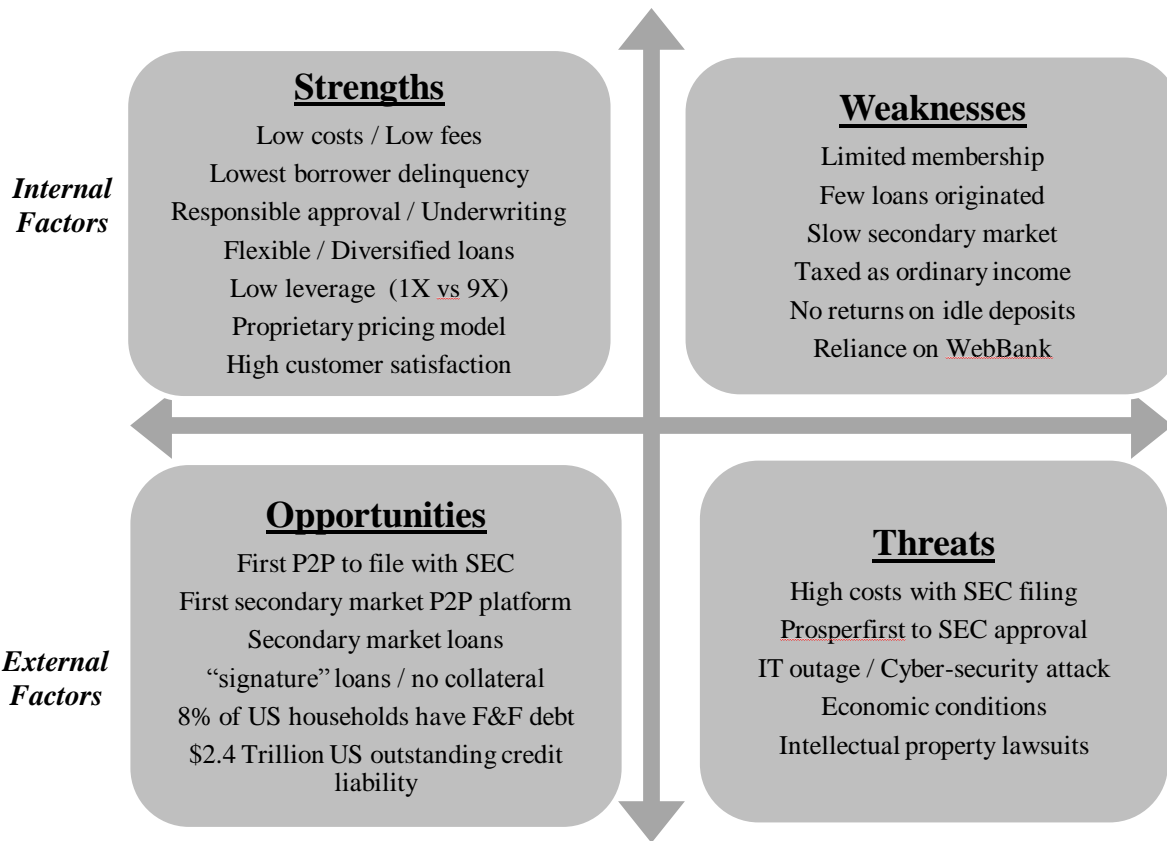 Strengths
Low costs / Low fees
Lowest borrower delinquency
Responsible approval / Underwriting
Flexible / Diversified loans
Low leverage (1X vs 9X)
Proprietary pricing model
High customer satisfaction
Weaknesses
Limited membership
Few loans originated
Slow secondary market
Taxed as ordinary income
No returns on idle deposits
Reliance on WebBank
Internal
Factors
Opportunities
First P2P to file with SEC
First secondary market P2P platform
Secondary market loans
“signature” loans / no collateral
8% of US households have F&F debt
$2.4 Trillion US outstanding credit
liability
Threats
High costs with SEC filing
Prosperfirst to SEC approval
IT outage / Cyber-security attack
Economic conditions
Intellectual property lawsuits
External
Factors